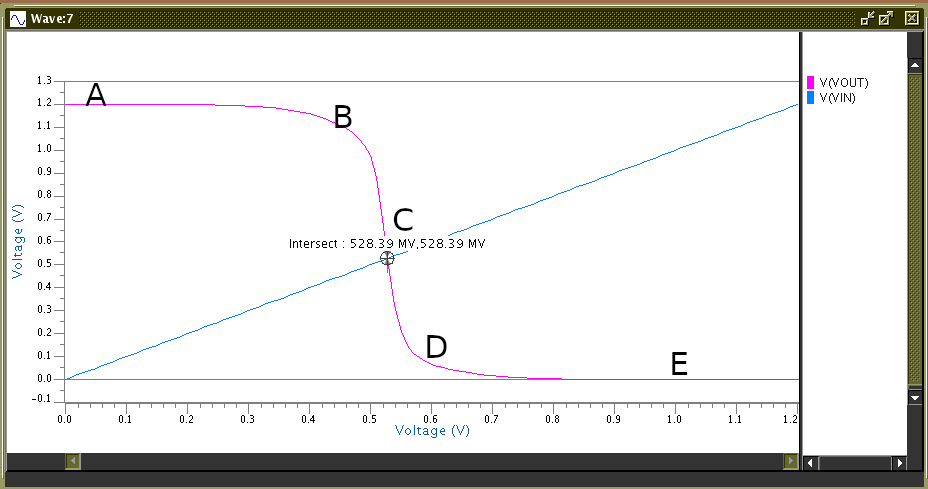 Wave:7
V(VOUT)
V(VIN)
1.3
1.2
1.1
1.0
0.9
0.8
0.7
0.6
0.5
0.4
0.3
0.2
0.1
0.0
-0.1
Voltage (V)
A
B
C
Intersect : 528.39 MV,528.39 MV
D
E
0.0 0.1 0.2 0.3 0.4 0.5 0.6 0.7 0.8 0.9 1.0 1.1 1.2
Voltage (V)